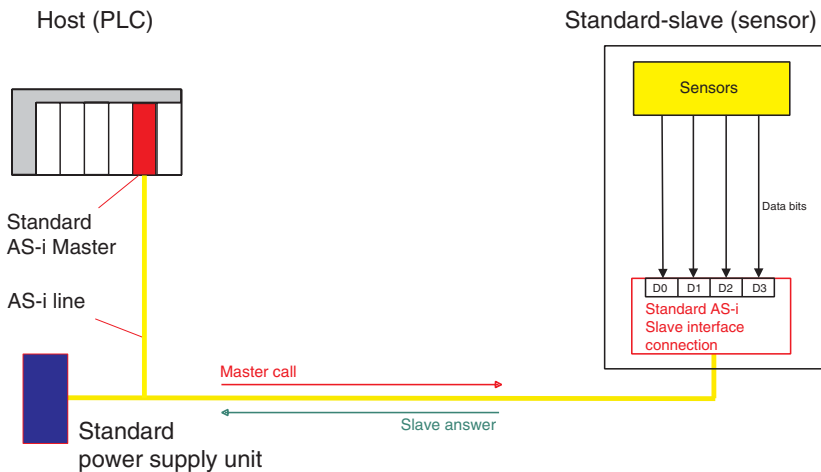 Host (PLC)
Standard-slave (sensor)
Sensors
Data bits
Standard
AS-i Master
D0 D1 D2 D3
Standard AS-i
Slave interface
connection
AS-i line
Master call
Slave answer
Standard
power supply unit